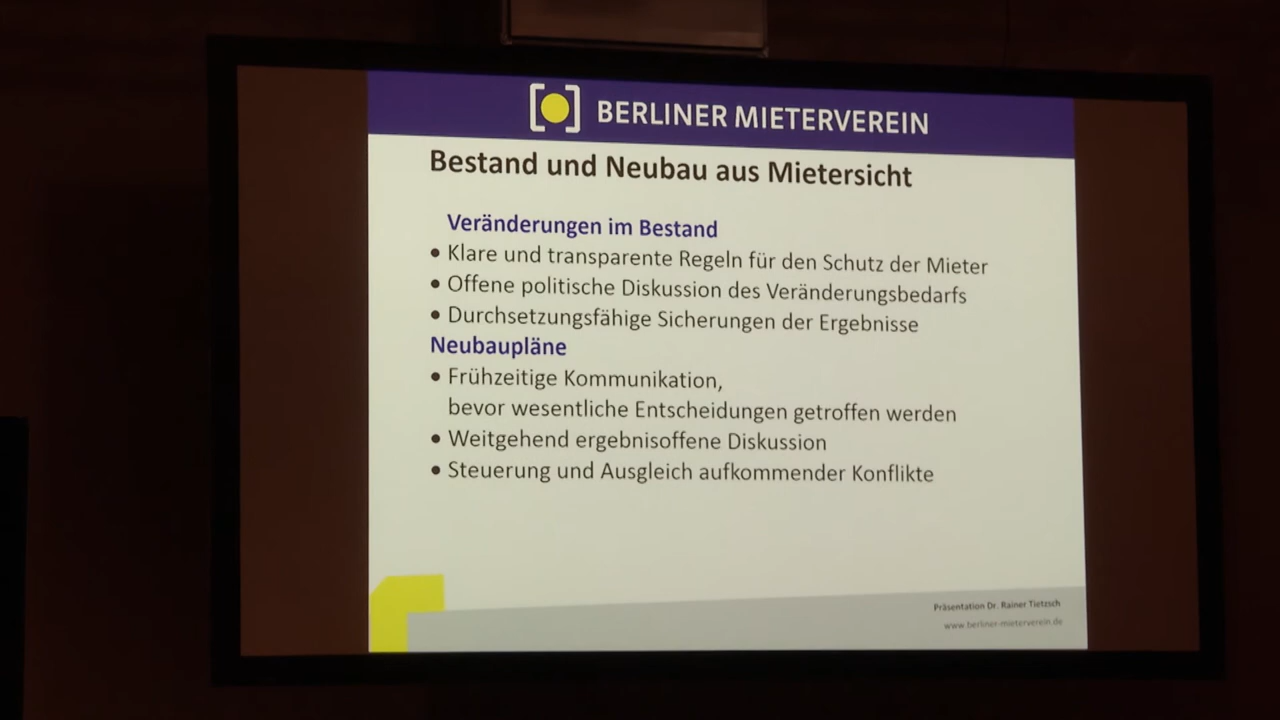 BERLINER MIETERVEREIN
Bestand und Neubau aus Mietersicht
Veränderungen im Bestand
• Klare und transparente Regeln für den Schutz der Mieter
• Offene politische Diskussion des Veränderungsbedarfs
• Durchsetzungsfähige Sicherungen der Ergebnisse
Neubaupläne
• Frühzeitige Kommunikation,
bevor wesentliche Entscheidungen getroffen werden
• Weitgehend ergebnisoffene Diskussion
• Steuerung und Ausgleich aufkommender Konflikte
Präsentation Dr. Rainer Tietzsch
www.berliner-mieterverein.de